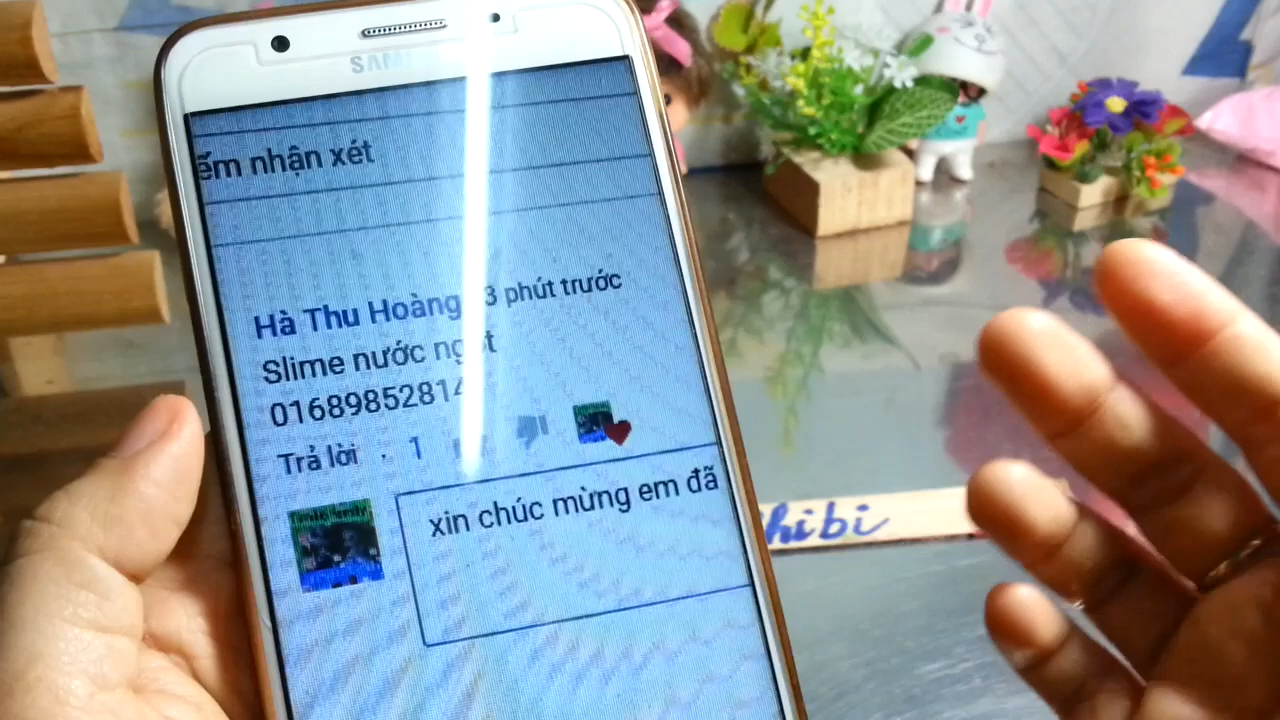 SAM
ếm nhận xét
Hà Thu Hoàng 3 phút trước
Slime nước
0168985281
Trả lời · 1
xin chúc mừng em đã
hibi